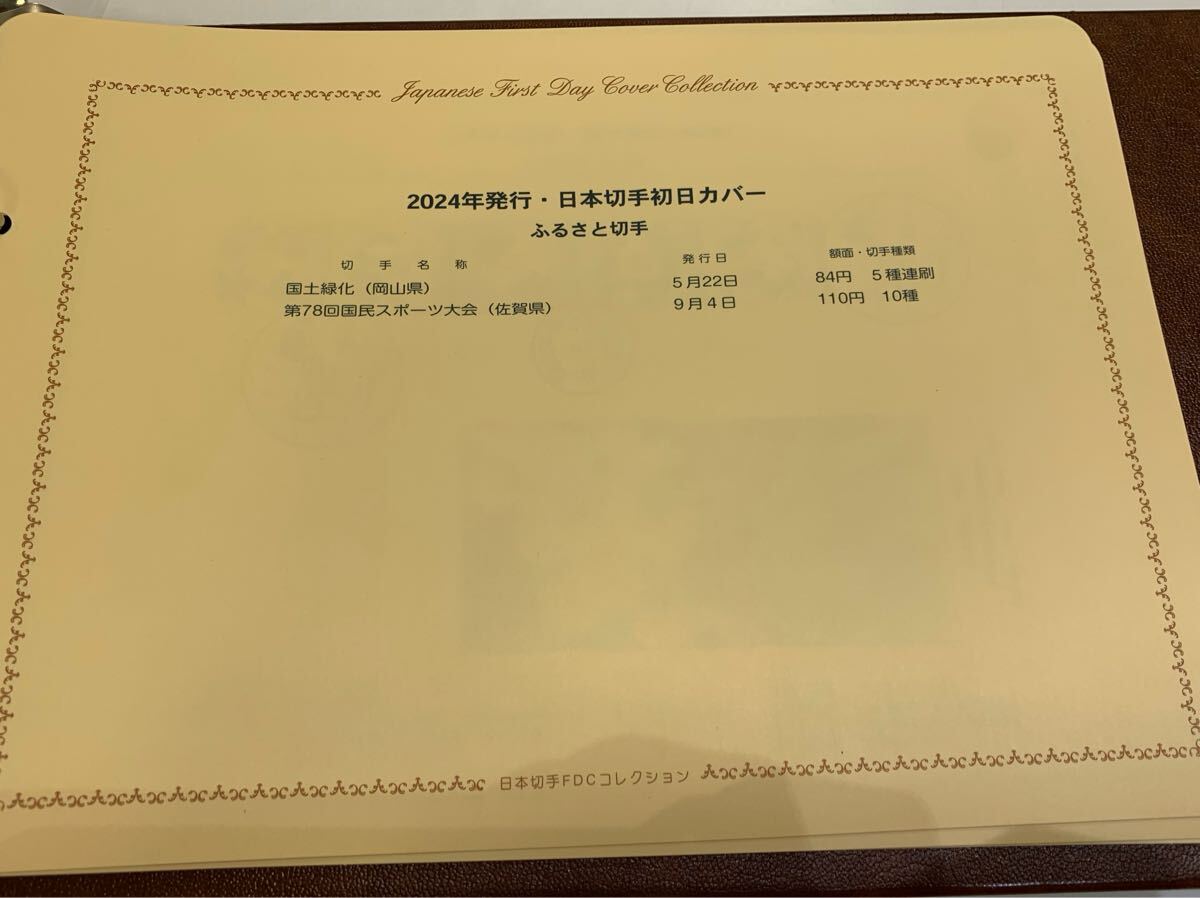 Japanese First Day Cover Collection
2024年発行・日本切手初日カバー
ふるさと切手
切手名称 発行日 額面・切手種類
国土緑化（岡山県） 5月22日 84円 5種連刷
第78回国民スポーツ大会（佐賀県） 9月4日 110円 10種
日本切手FDCコレクション